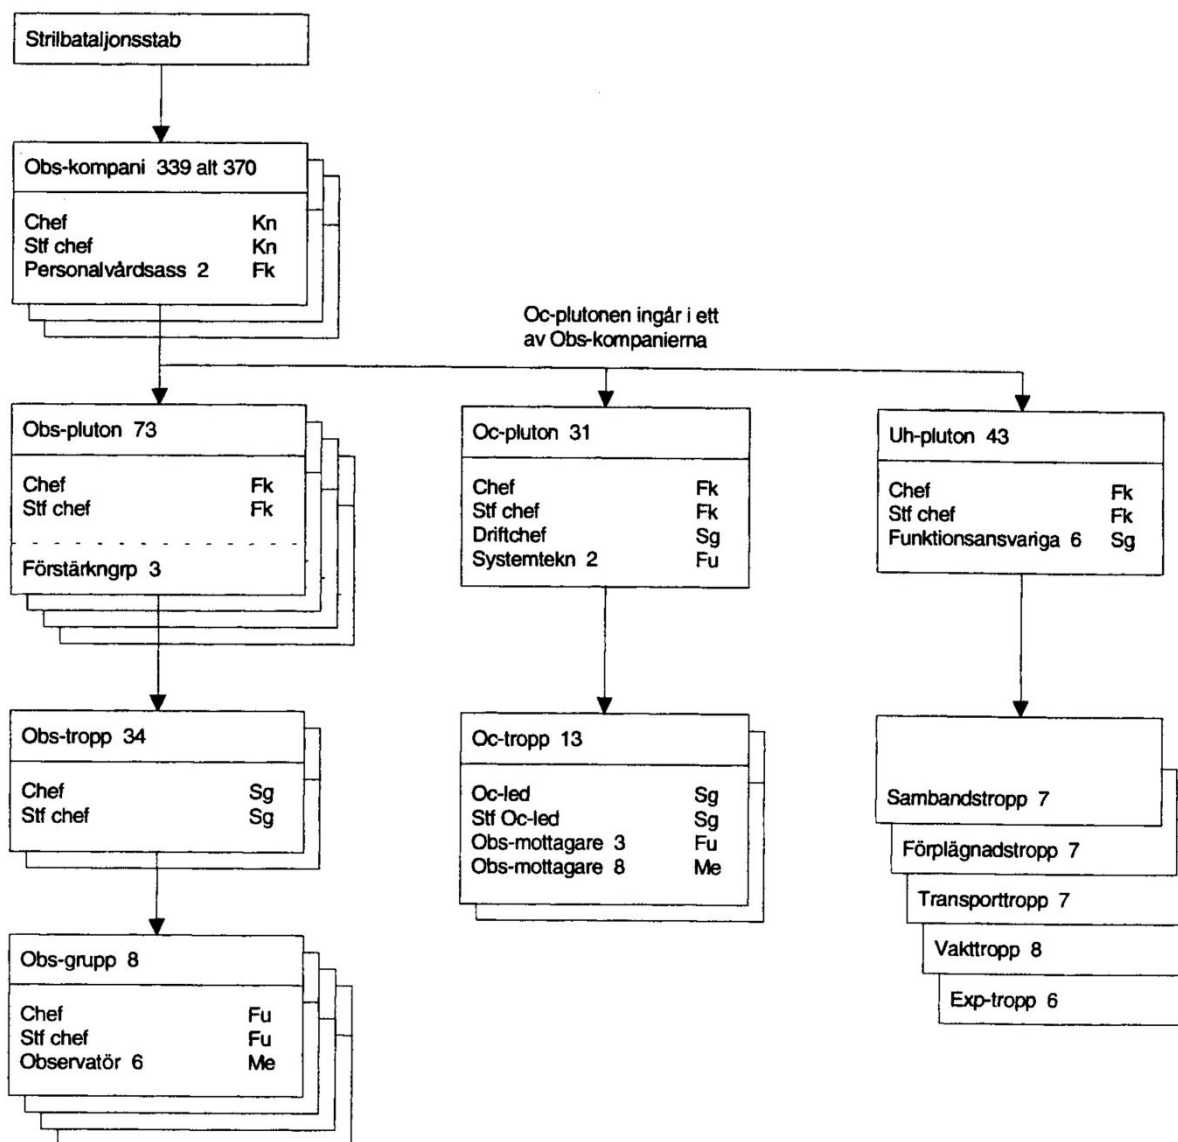 Strilbataljonsstab
Obs-kompani 339 alt 370
Chef Kn
Stf chef Kn
Personalvårdsass 2 Fk
Oc-plutonen ingår i ett
av Obs-kompanierna
Obs-pluton 73
Chef Fk
Stf chef Fk
Förstärkngrp 3
Oc-pluton 31
Chef Fk
Stf chef Fk
Driftchef Sg
Systemtekn 2 Fu
Uh-pluton 43
Chef Fk
Stf chef Fk
Funktionsansvariga 6 Sg
Obs-tropp 34
Chef Sg
Stf chef Sg
Oc-tropp 13
Oc-led Sg
Stf Oc-led Sg
Obs-mottagare 3 Fu
Obs-mottagare 8 Me
Sambandstropp 7
Förplägnadstropp 7
Transporttropp 7
Vakttropp 8
Exp-tropp 6
Obs-grupp 8
Chef Fu
Stf chef Fu
Observatör 6 Me